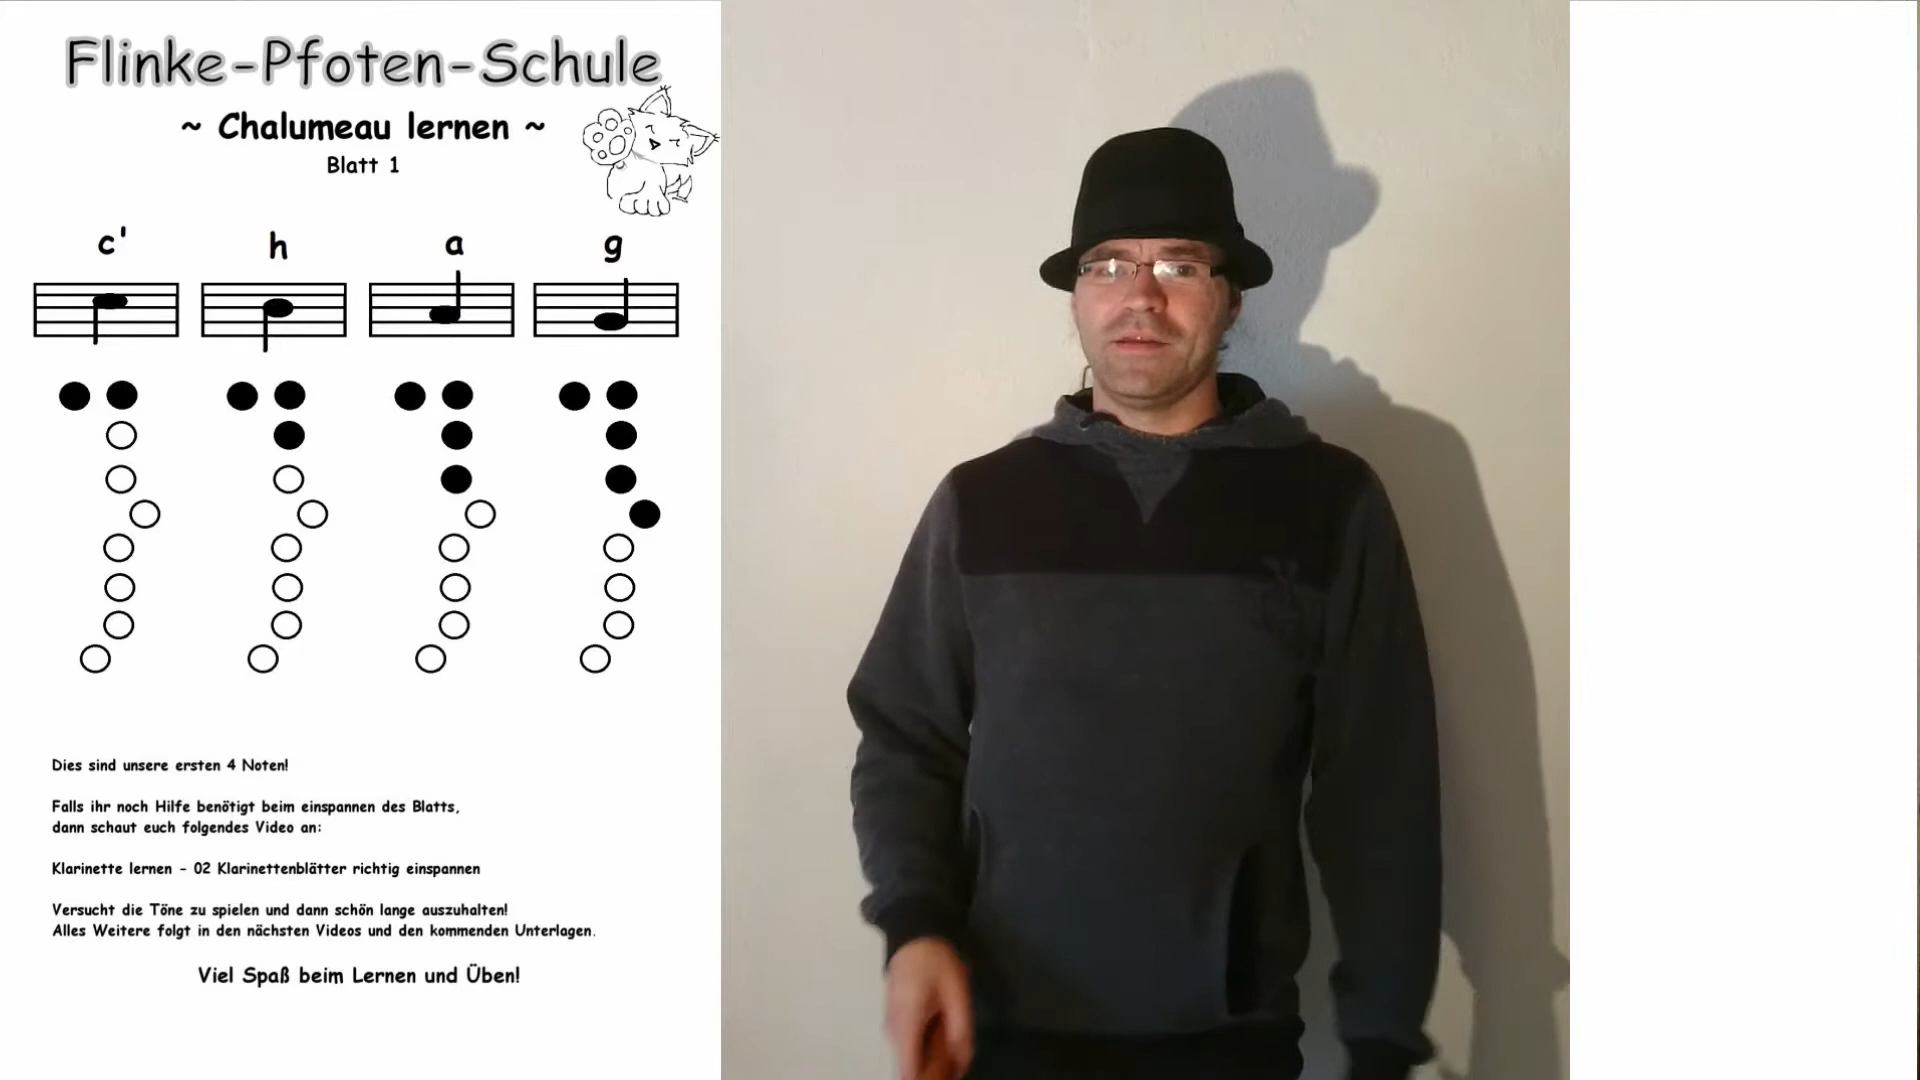 Flinke-Pfoten-Schule
~ Chalumeau lernen ~
Blatt 1
c' h a g
Dies sind unsere ersten 4 Noten!
Falls ihr noch Hilfe benötigt beim einspannen des Blatts,
dann schaut euch folgendes Video an:
Klarinette lernen - 02 Klarinettenblätter richtig einspannen
Versucht die Töne zu spielen und dann schön lange auszuhalten!
Alles Weitere folgt in den nächsten Videos und den kommenden Unterlagen.
Viel Spaß beim Lernen und Üben!